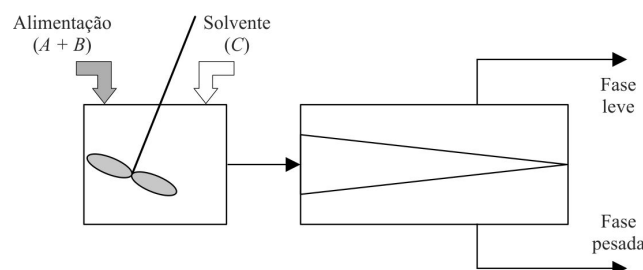 Alimentação
(A + B)
Solvente
(C)
Fase
leve
Fase
pesada